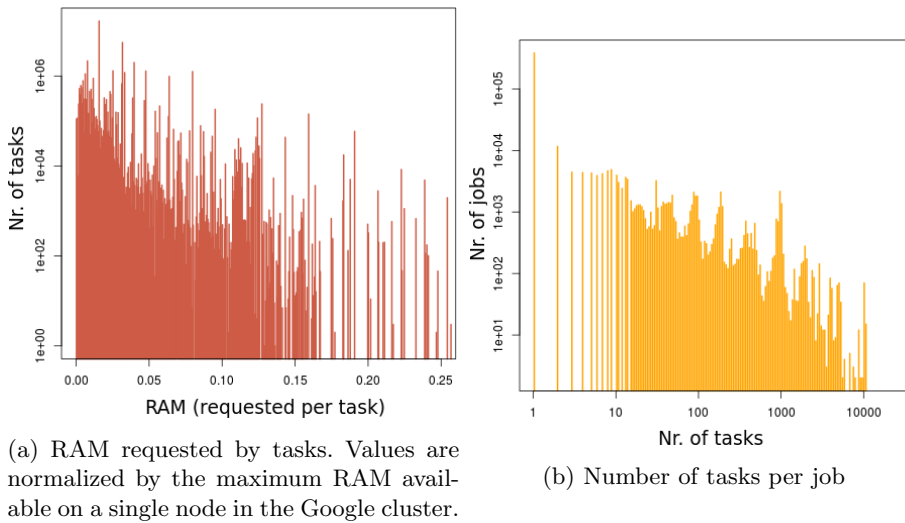 Nr. of tasks
1e+06
1e+04
1e+02
1e+00
0.00 0.05 0.10 0.15 0.20 0.25
RAM (requested per task)
(a) RAM requested by tasks. Values are
normalized by the maximum RAM avail-
able on a single node in the Google cluster.
Nr. of jobs
1e+05
1e+04
1e+03
1e+02
1e+01
1 10 100 1000 10000
Nr. of tasks
(b) Number of tasks per job